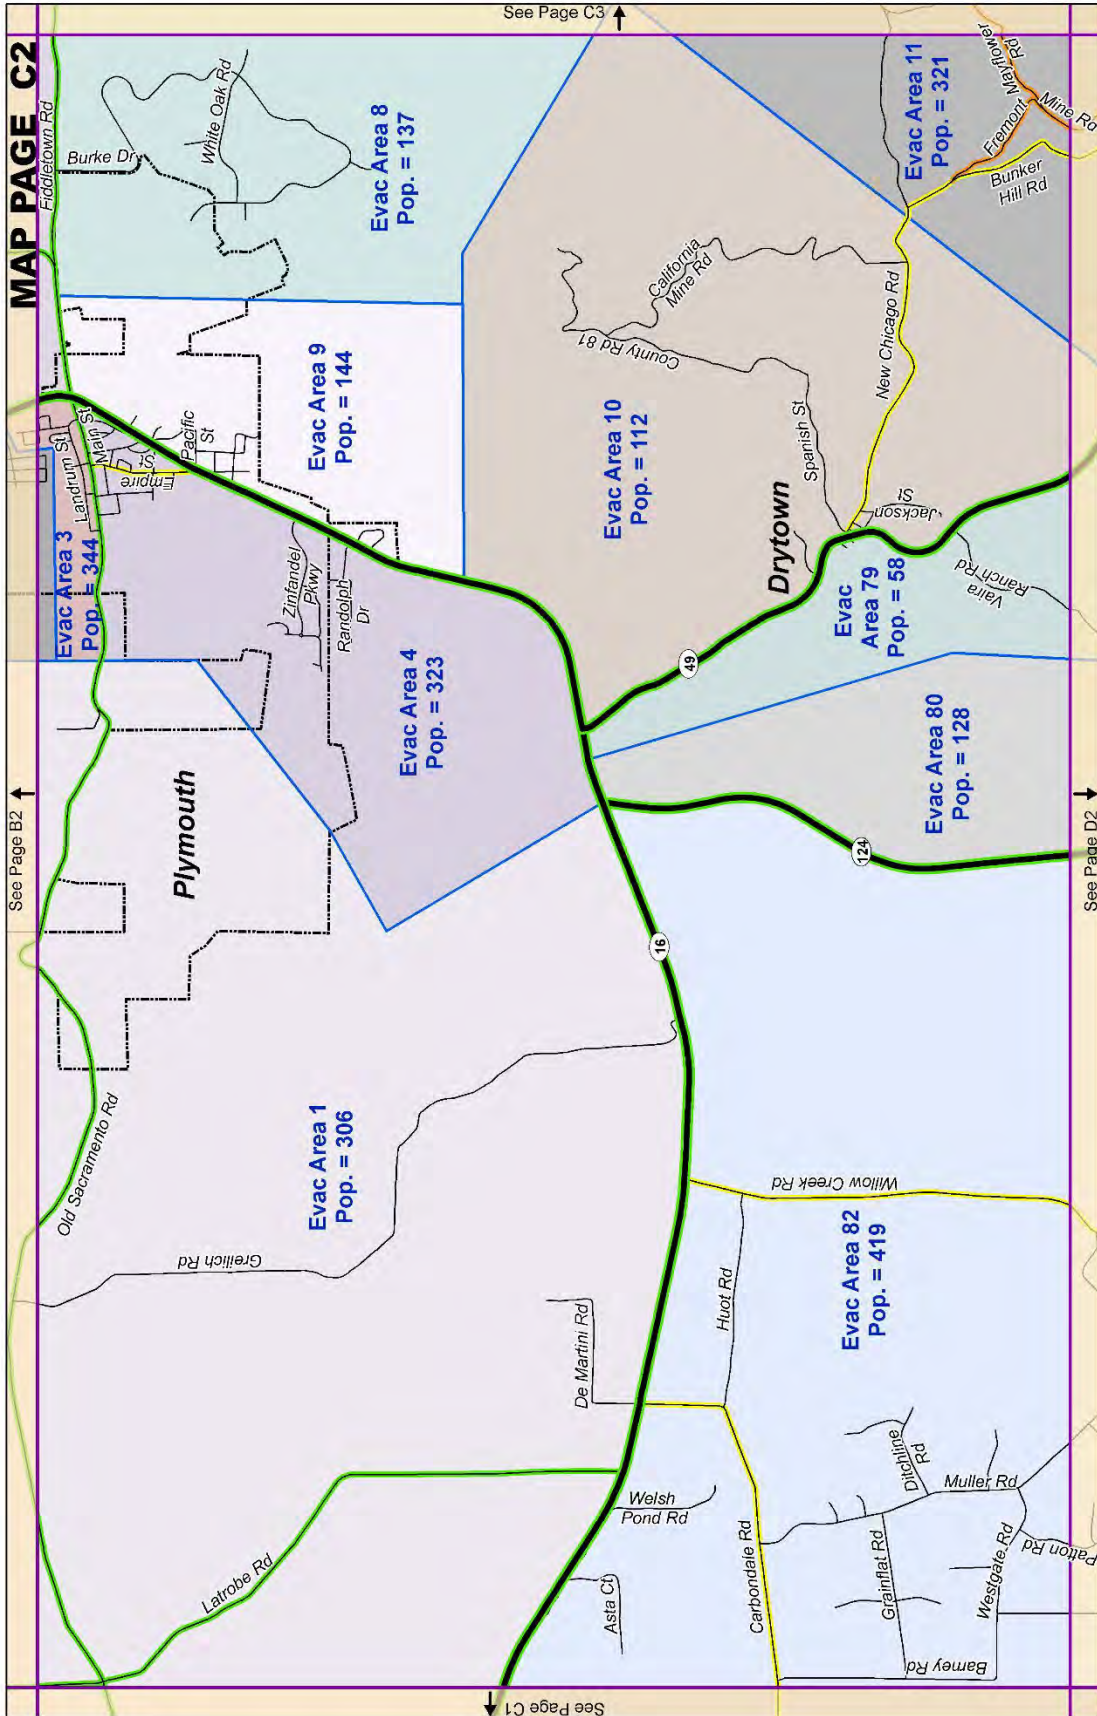 MAP PAGE C2
See Page C3
See Page B2
See Page D2
See Page C1
Fiddletown Rd
Burke Dr
White Oak Rd
Evac Area 8
Pop. = 137
Evac Area 11
Pop. = 321
Mayflower
Rd
Fremont
Mine Rd
Bunker
Hill Rd
California
Mine Rd
County Rd 81
New Chicago Rd
Spanish St
Jackson
St
Evac Area 9
Pop. = 144
Evac Area 10
Pop. = 112
Drytown
Landrum St
Main St
Empire
St
Pacific
St
Evac Area 3
Pop. = 344
Zinfandel
Pkwy
Randolph
Dr
Evac Area 4
Pop. = 323
49
Evac
Area 79
Pop. = 58
Vaira
Ranch Rd
Evac Area 80
Pop. = 128
124
Plymouth
16
Old Sacramento Rd
Evac Area 1
Pop. = 306
Greilich Rd
Willow Creek Rd
Evac Area 82
Pop. = 419
Huot Rd
De Martini Rd
Latrobe Rd
Welsh
Pond Rd
Asta Ct
Carbondale Rd
Ditchline
Rd
Muller Rd
Grainflat Rd
Westgate Rd
Patton Rd
Barney Rd